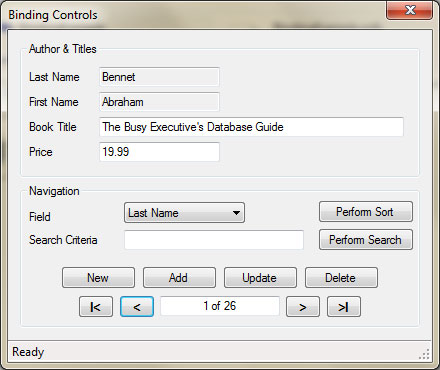 Binding Controls
Author & Titles
Last Name Bennet
First Name Abraham
Book Title The Busy Executive's Database Guide
Price 19.99
Navigation
Field Last Name Perform Sort
Search Criteria Perform Search
New Add Update Delete
|< < 1 of 26 > >|
Ready